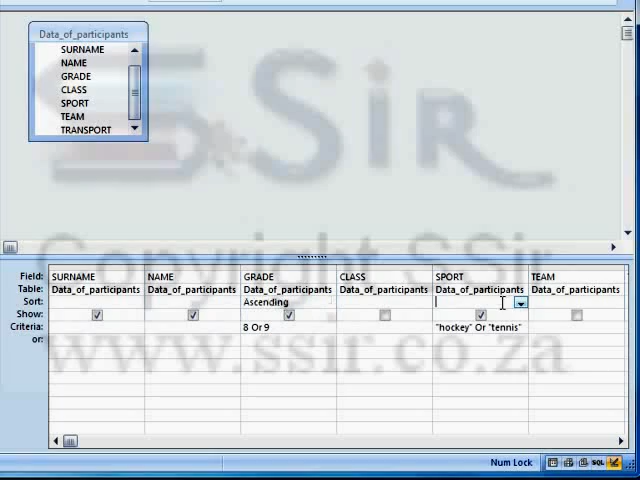 Data_of_participants
SURNAME
NAME
GRADE
CLASS
SPORT
TEAM
TRANSPORT
SSir
Copyright SSir
www.ssir.co.za
Field: SURNAME NAME GRADE CLASS SPORT TEAM
Table: Data_of_participants Data_of_participants Data_of_participants Data_of_participants Data_of_participants Data_of_participants
Sort: Ascending
Show:
Criteria: 8 Or 9 "hockey" Or "tennis"
or:
Num Lock SQL